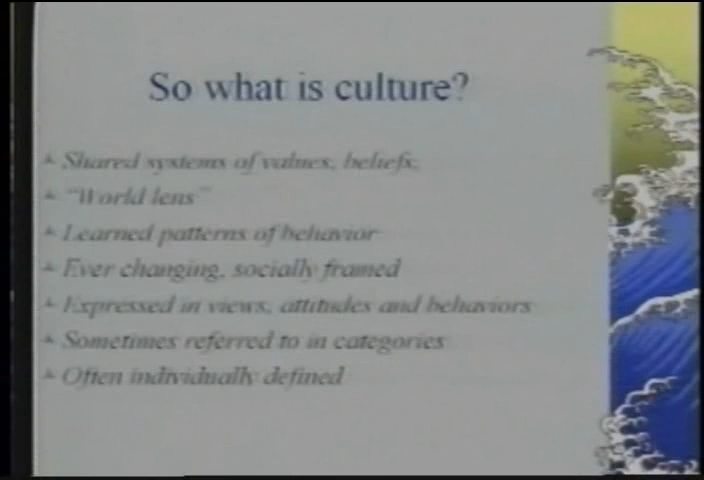 So what is culture?
Shared systems of values, beliefs,
"World lens"
Learned patterns of behavior
Ever changing, socially framed
Expressed in views, attitudes and behaviors
Sometimes referred to in categories
Often individually defined